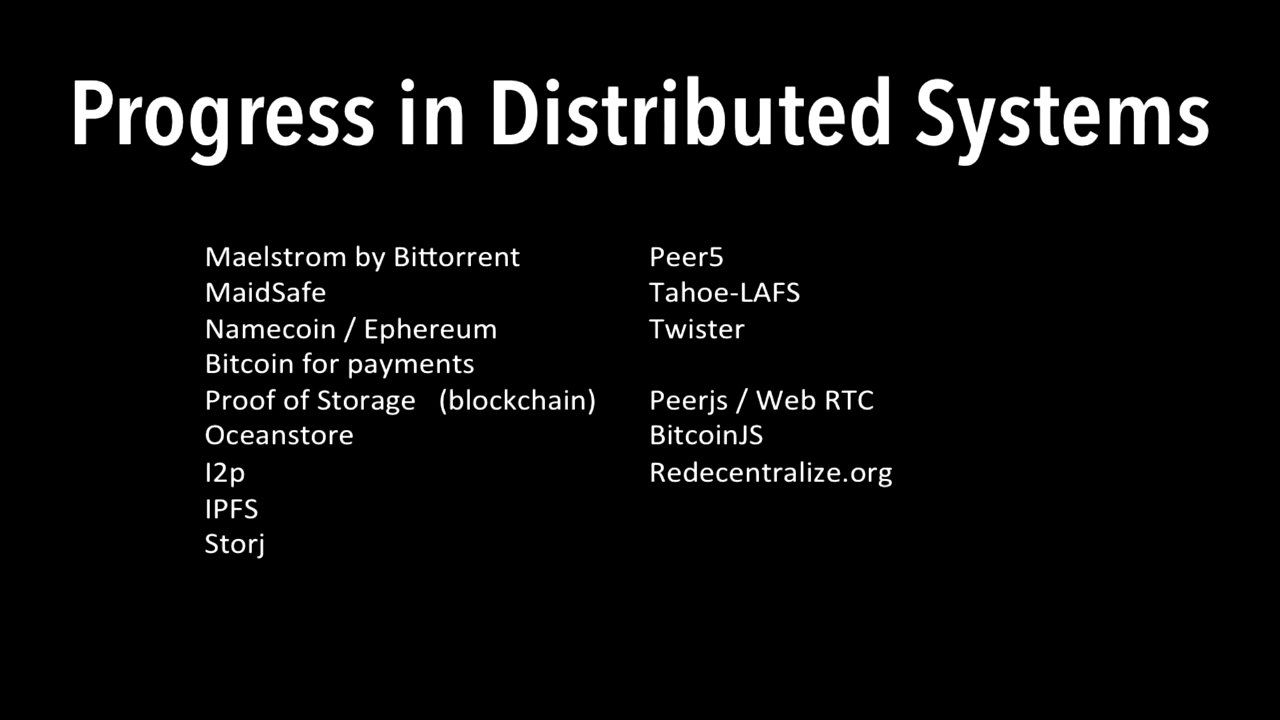 Progress in Distributed Systems
Maelstrom by Bittorrent
MaidSafe
Namecoin / Ephereum
Bitcoin for payments
Proof of Storage (blockchain)
Oceanstore
I2p
IPFS
Storj
Peer5
Tahoe-LAFS
Twister
Peerjs / Web RTC
BitcoinJS
Redecentralize.org